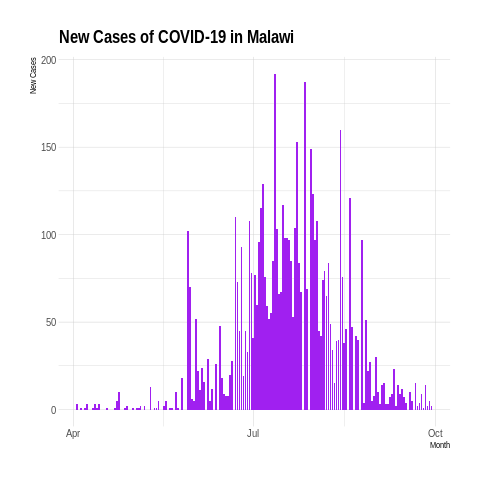 New Cases of COVID-19 in Malawi
New Cases
200
150
100
50
0
Apr
Jul
Oct
Month